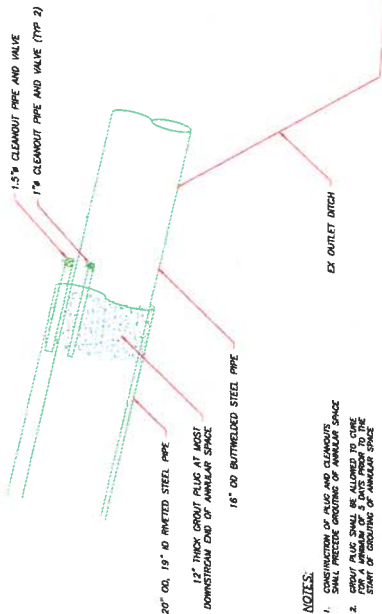 1.5"ø CLEANOUT PIPE AND VALVE
1"ø CLEANOUT PIPE AND VALVE (TYP 2)
20" OD, 19" ID RIVETED STEEL PIPE
12" THICK GROUT PLUG AT MOST
DOWNSTREAM END OF ANNULAR SPACE
16" OD BUTTWELDED STEEL PIPE
EX OUTLET DITCH
NOTES:
1. CONSTRUCTION OF PLUG AND CLEANOUTS
SHALL PRECEDE GROUTING OF ANNULAR SPACE
2. GROUT PLUG SHALL BE ALLOWED TO CURE
FOR A MINIMUM OF 5 DAYS PRIOR TO THE
START OF GROUTING OF ANNULAR SPACE